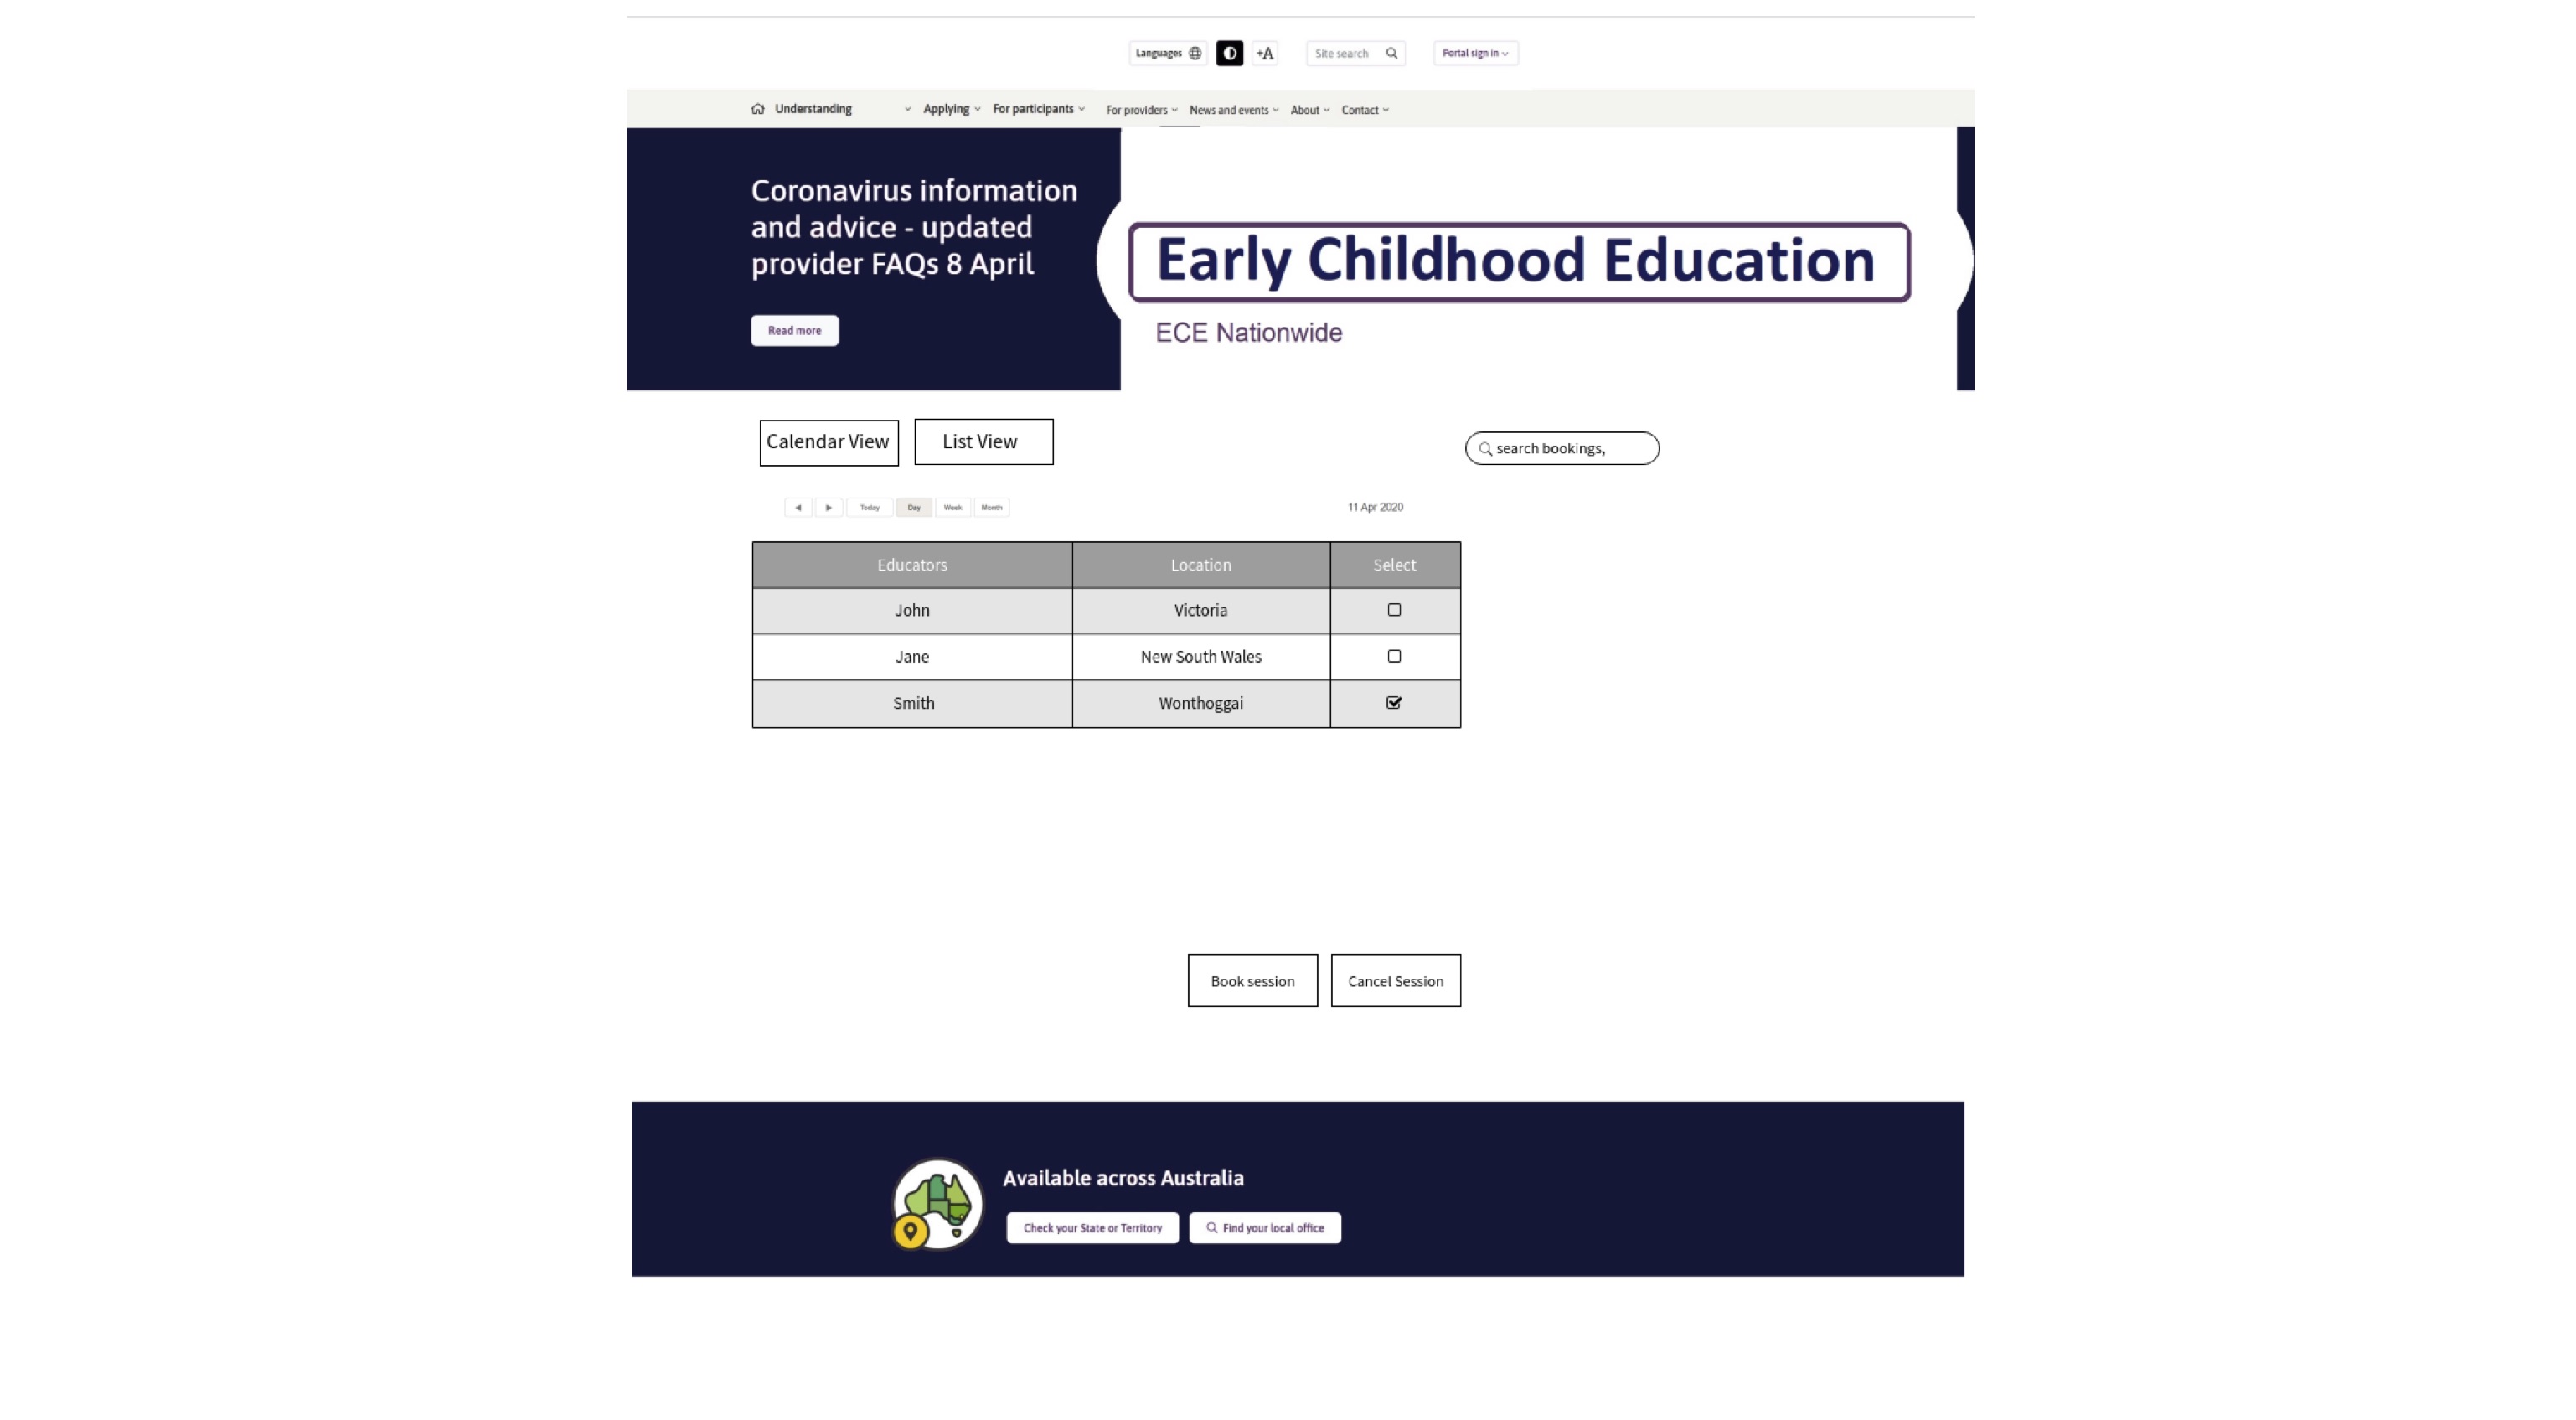 Languages +A Site search Portal sign in
Understanding Applying For participants For providers News and events About Contact
Coronavirus information
and advice - updated
provider FAQs 8 April
Read more
Early Childhood Education
ECE Nationwide
Calendar View List View search bookings,
Today Day Week Month 11 Apr 2020
Educators Location Select
John Victoria
Jane New South Wales
Smith Wonthoggai
Book session Cancel Session
Available across Australia
Check your State or Territory Find your local office